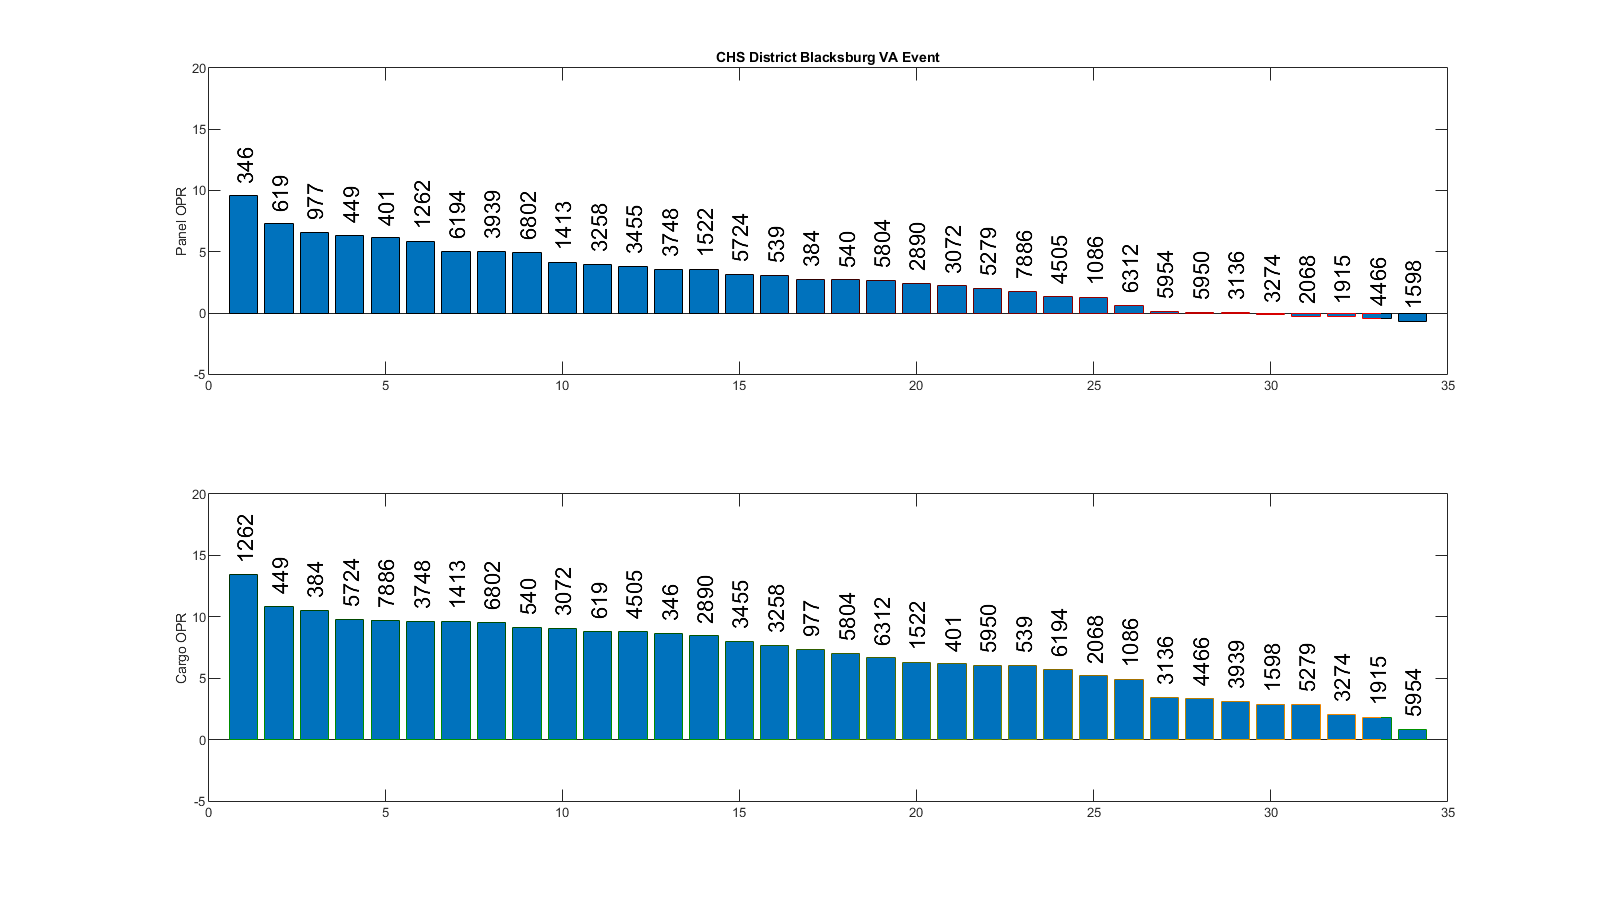 CHS District Blacksburg VA Event
Panel OPR
20
15
10
5
0
-5
346 619 977 449 401 1262 6194 3939 6802 1413 3258 3455 3748 1522 5724 539 384 540 5804 2890 3072 5279 7886 4505 1086 6312 5954 5950 3136 3274 2068 1915 4466 1598
0 5 10 15 20 25 30 35
Cargo OPR
20
15
10
5
0
-5
1262 449 384 5724 7886 3748 1413 6802 540 3072 619 4505 346 2890 3455 3258 977 5804 6312 1522 401 5950 539 6194 2068 1086 3136 4466 3939 1598 5279 3274 1915 5954
0 5 10 15 20 25 30 35